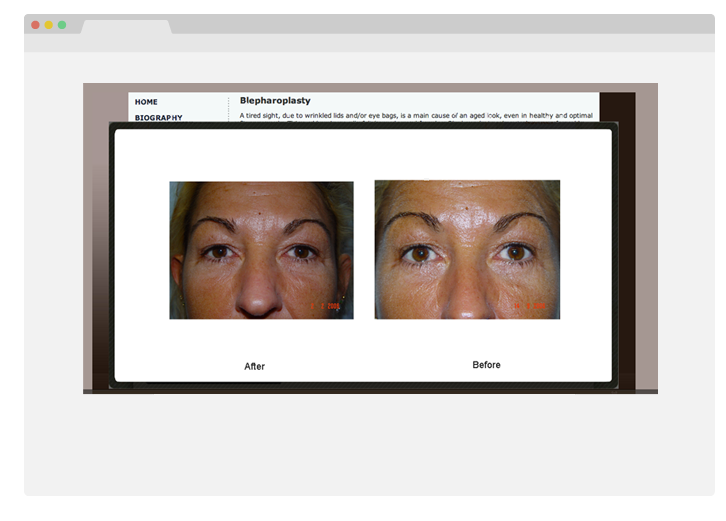 HOME
Blepharoplasty
BIOGRAPHY
A tired sight, due to wrinkled lids and/or eye bags, is a main cause of an aged look, even in healthy and optimal
After
Before